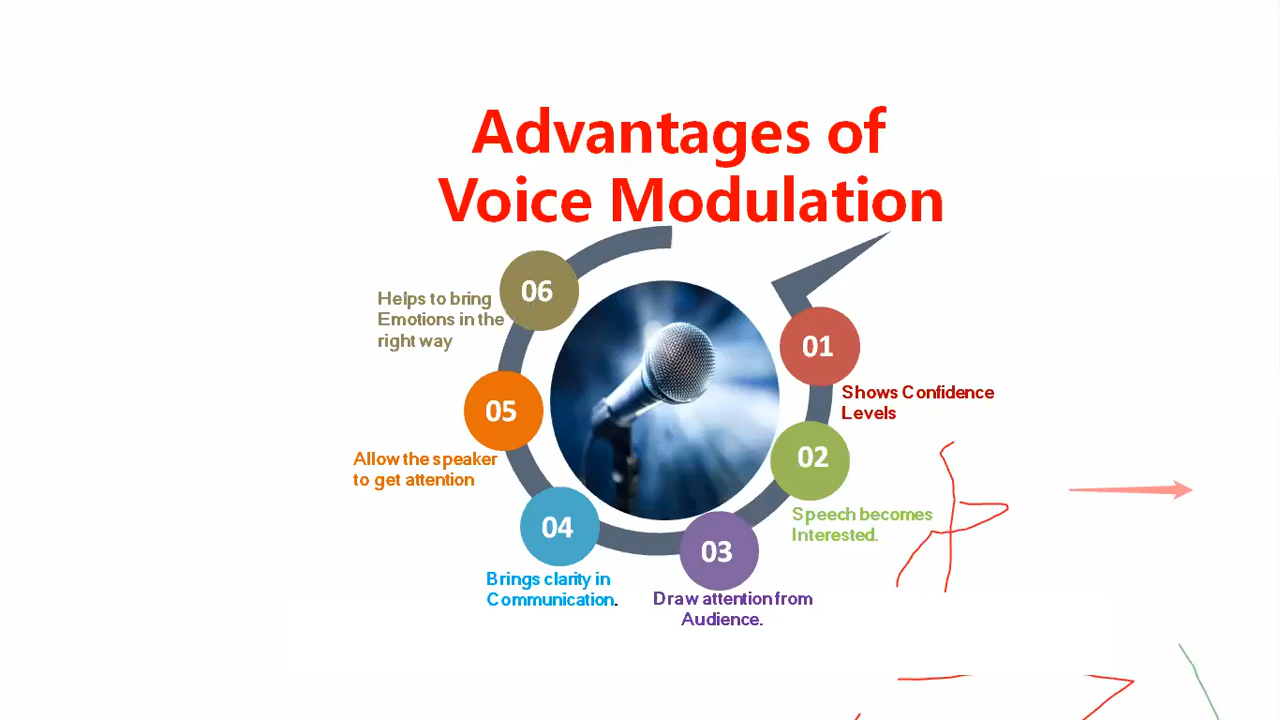 Advantages of
Voice Modulation
01
Shows Confidence
Levels
02
Speech becomes
Interested.
03
Draw attention from
Audience.
04
Brings clarity in
Communication.
05
Allow the speaker
to get attention
06
Helps to bring
Emotions in the
right way